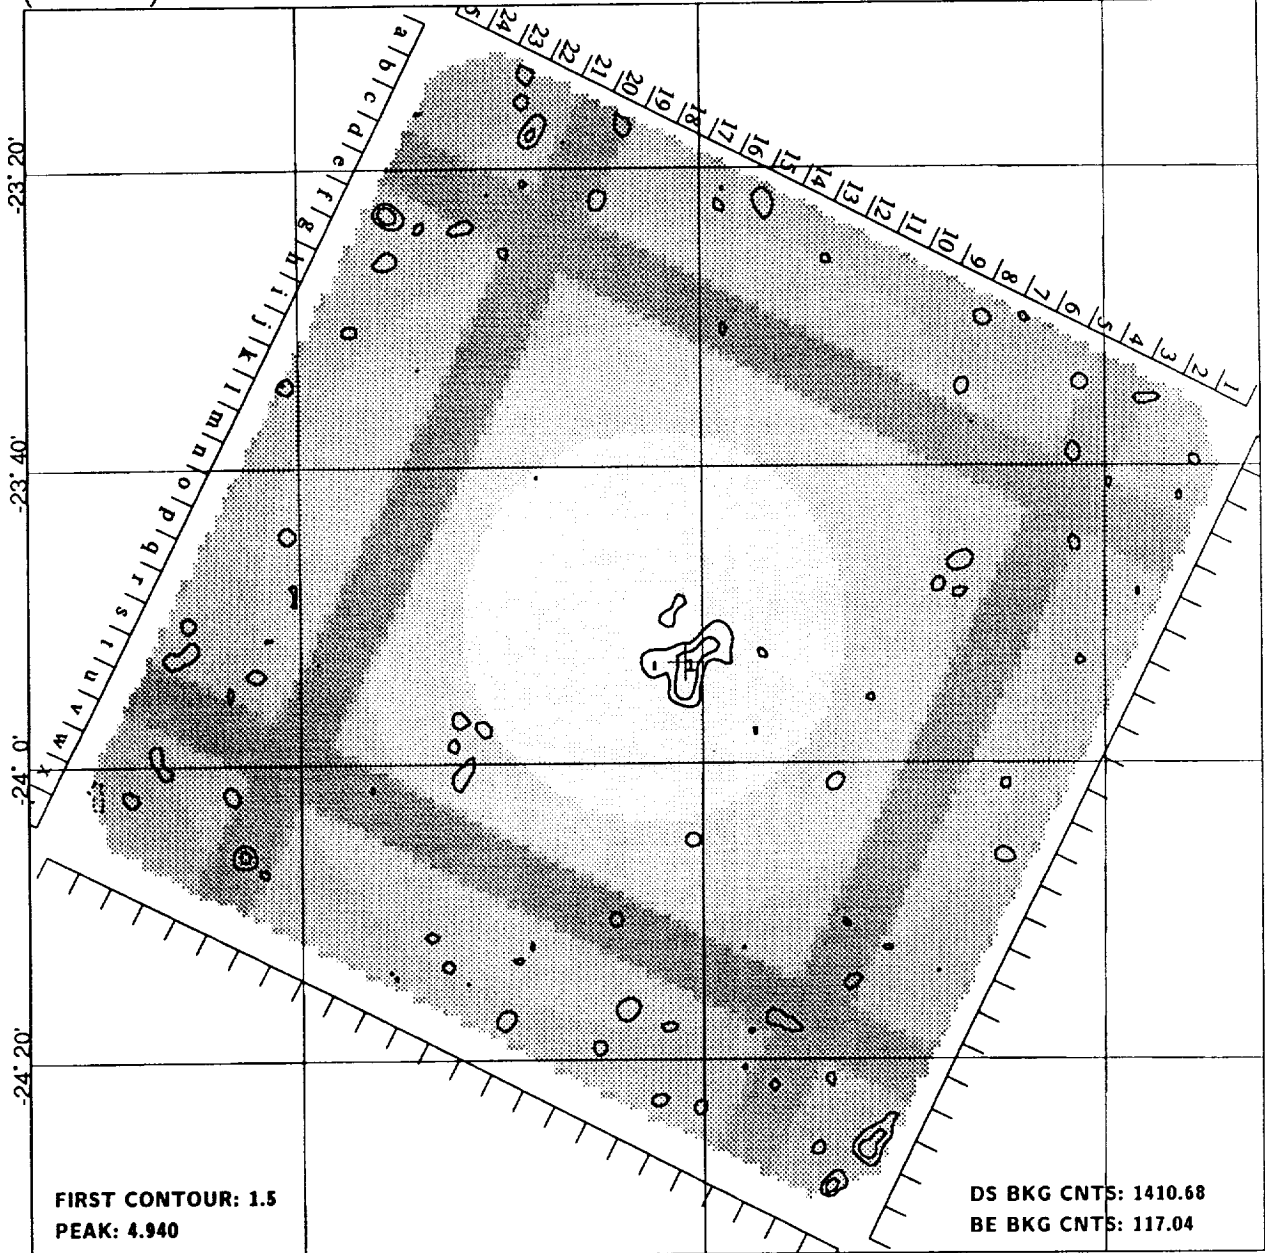 25 24 23 22 21 20 19 18 17 16 15 14 13 12 11 10 9 8 7 6 5 4 3 2 1
a b c d e f g h i j k l m n o p q r s t u v w x
-23° 20'
-23° 40'
-24° 0'
-24° 20'
FIRST CONTOUR: 1.5
PEAK: 4.940
DS BKG CNTS: 1410.68
BE BKG CNTS: 117.04